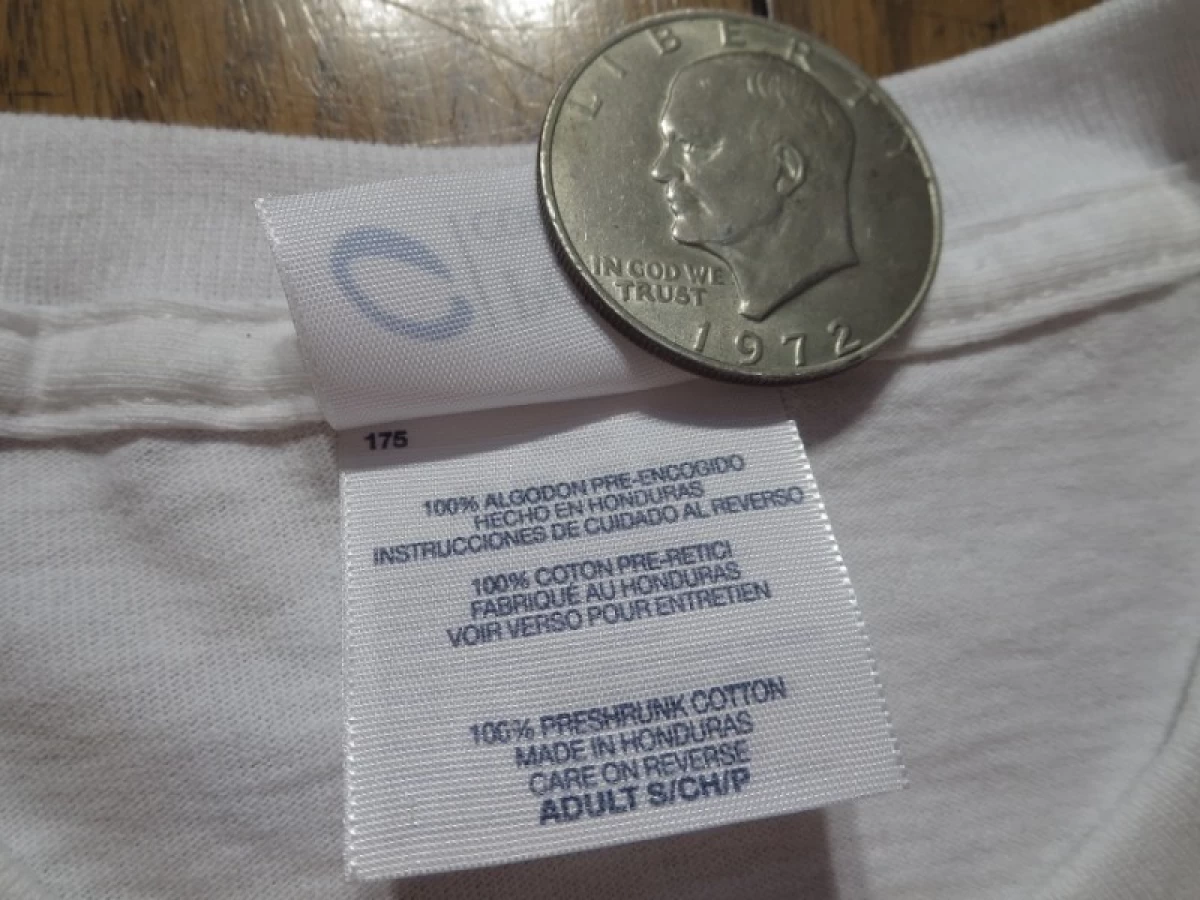 LIBERTY
IN GOD WE
TRUST
1972
175
100% ALGODON PRE-ENCOGIDO
HECHO EN HONDURAS
INSTRUCCIONES DE CUIDADO AL REVERSO
100% COTON PRE-RETICI
FABRIQUÉ AU HONDURAS
VOIR VERSO POUR ENTRETIEN
100% PRESHRUNK COTTON
MADE IN HONDURAS
CARE ON REVERSE
ADULT S/CH/P